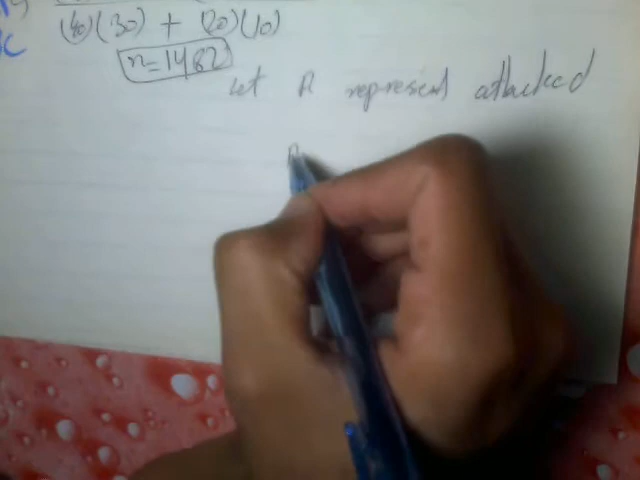 (40)(30) + (20)(10)
n=1482
let A represent attacked
A